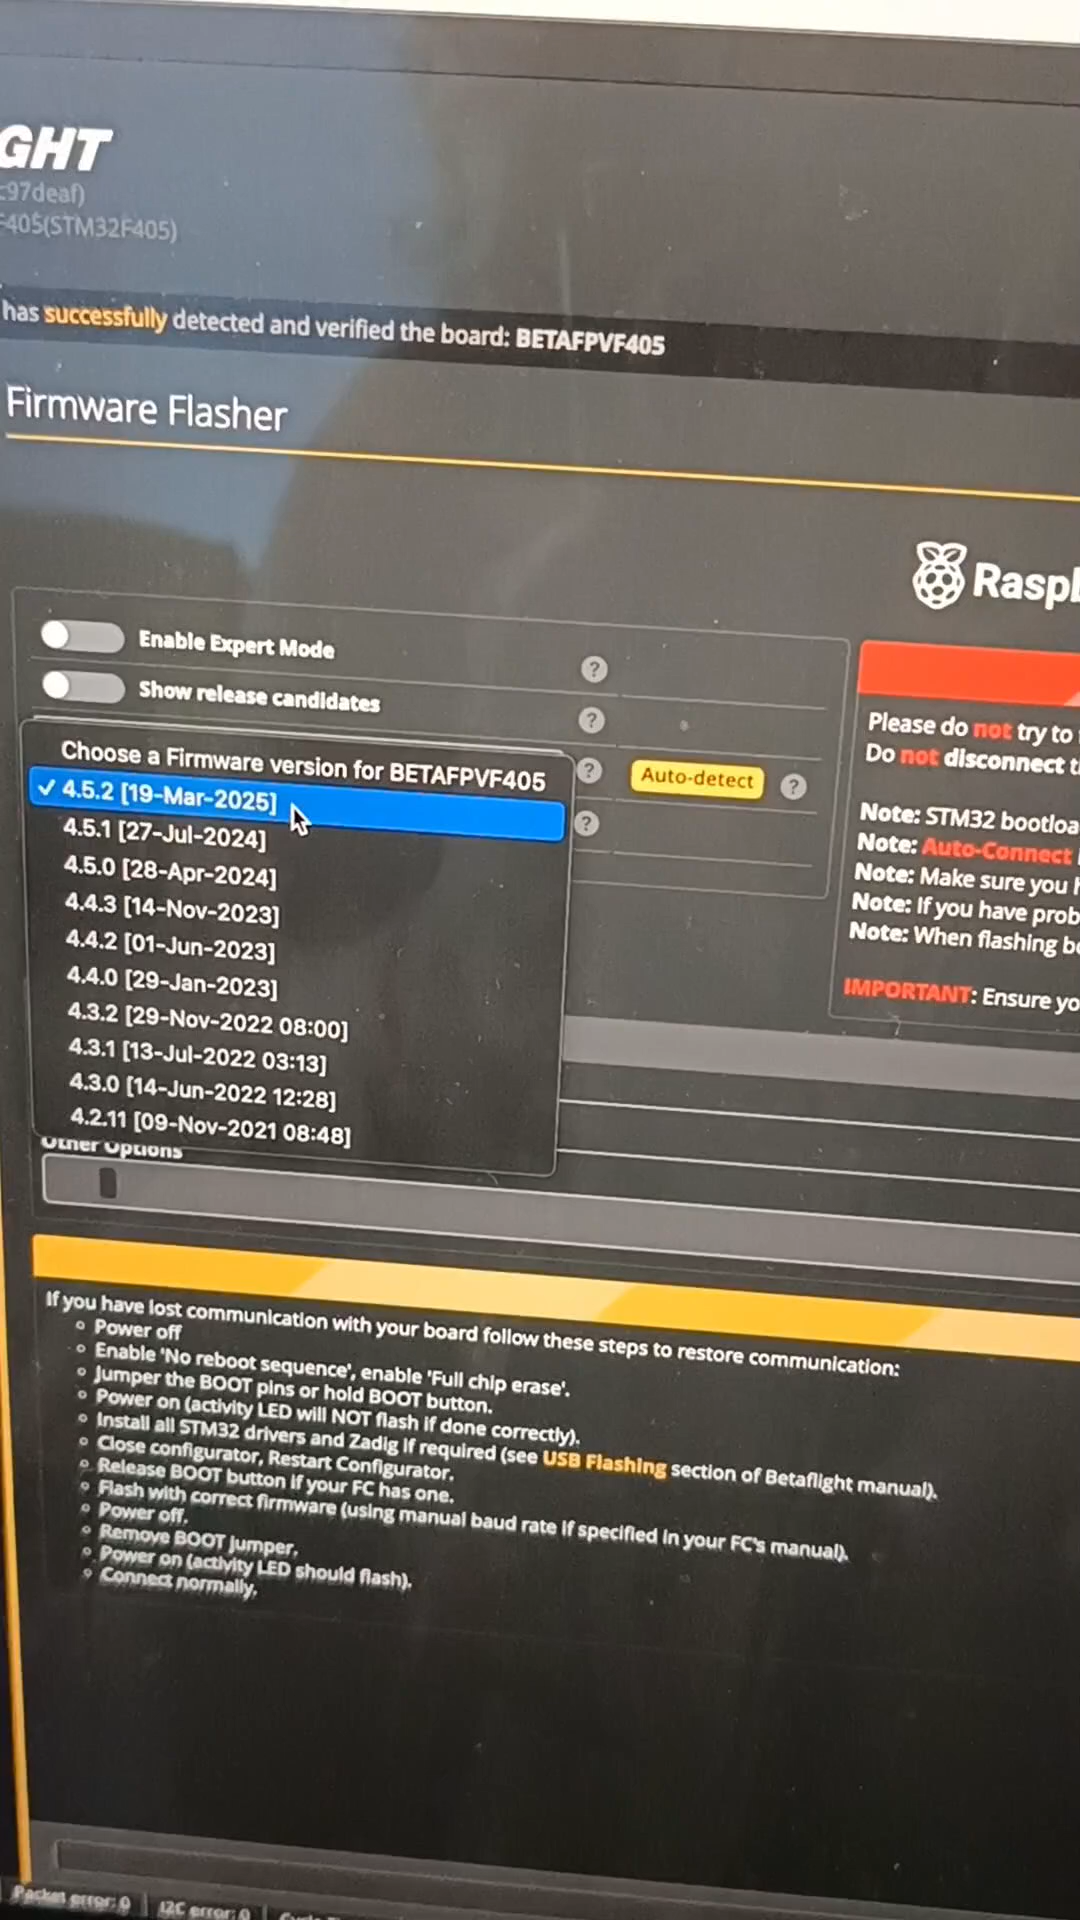 GHT
c97deaf)
F405(STM32F405)
has successfully detected and verified the board: BETAFPVF405
Firmware Flasher
Enable Expert Mode
?
Show release candidates
?
Choose a Firmware version for BETAFPVF405
? Auto-detect ?
✓ 4.5.2 [19-Mar-2025]
?
4.5.1 [27-Jul-2024]
4.5.0 [28-Apr-2024]
4.4.3 [14-Nov-2023]
4.4.2 [01-Jun-2023]
4.4.0 [29-Jan-2023]
4.3.2 [29-Nov-2022 08:00]
4.3.1 [13-Jul-2022 03:13]
4.3.0 [14-Jun-2022 12:28]
4.2.11 [09-Nov-2021 08:48]
Other Options
Raspb
Please do not try to
Do not disconnect t
Note: STM32 bootloa
Note: Auto-Connect
Note: Make sure you h
Note: If you have prob
Note: When flashing bo
IMPORTANT: Ensure yo
If you have lost communication with your board follow these steps to restore communication:
Power off
Enable 'No reboot sequence', enable 'Full chip erase'.
Jumper the BOOT pins or hold BOOT button.
Power on (activity LED will NOT flash if done correctly).
Install all STM32 drivers and Zadig if required (see USB Flashing section of Betaflight manual).
Close configurator, Restart Configurator.
Release BOOT button if your FC has one.
Flash with correct firmware (using manual baud rate if specified in your FC's manual).
Power off.
Remove BOOT jumper.
Power on (activity LED should flash).
Connect normally.
Packet error: 0
I2C error: 0